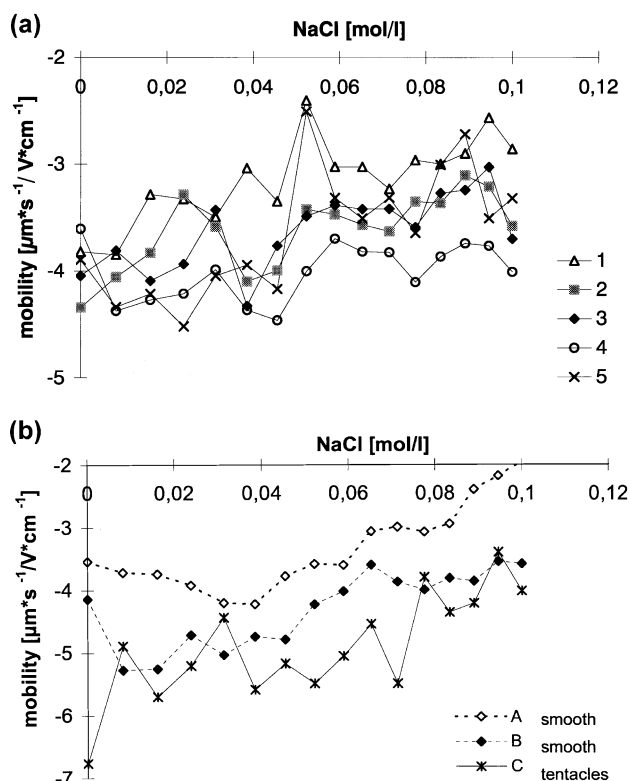 (a)
NaCl [mol/l]
-2
0 0,02 0,04 0,06 0,08 0,1 0,12
-3
-4
-5
mobility [µm*s⁻¹/ V*cm⁻¹]
1
2
3
4
5
(b)
NaCl [mol/l]
-2
0 0,02 0,04 0,06 0,08 0,1 0,12
-3
-4
-5
-6
-7
mobility [µm*s⁻¹/V*cm⁻¹]
A smooth
B smooth
C tentacles